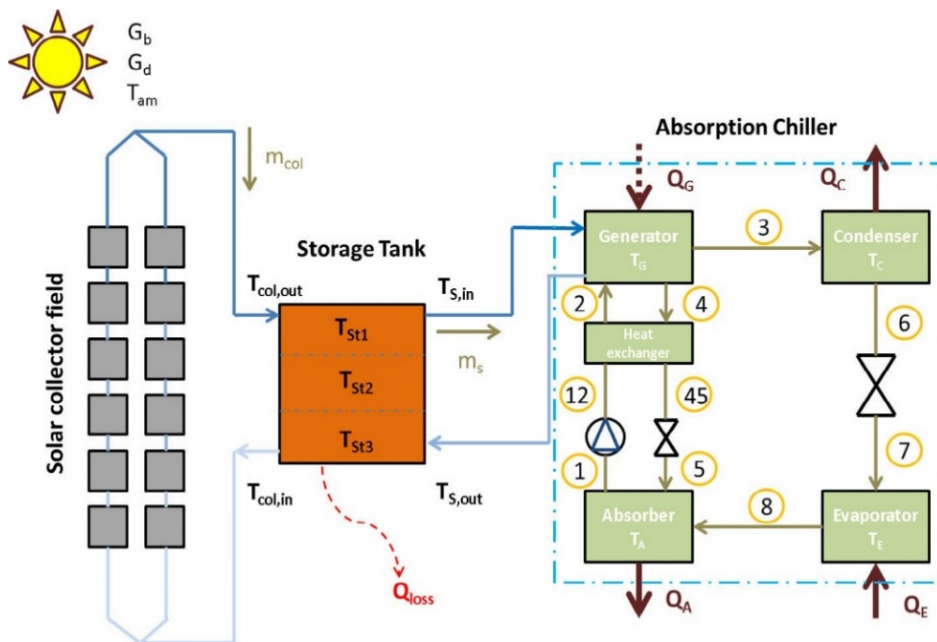 G_b
G_d
T_am
Absorption Chiller
m_col
Q_G
Q_C
3
Generator
T_G
Condenser
T_C
Storage Tank
T_col,out
T_S,in
2
4
6
T_St1
Heat
exchanger
m_s
Solar collector field
T_St2
12
45
T_St3
7
1
5
T_col,in
T_S,out
8
Absorber
T_A
Evaporator
T_E
Q_loss
Q_A
Q_E